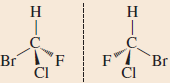 H H
C C
Br F F Br
Cl Cl